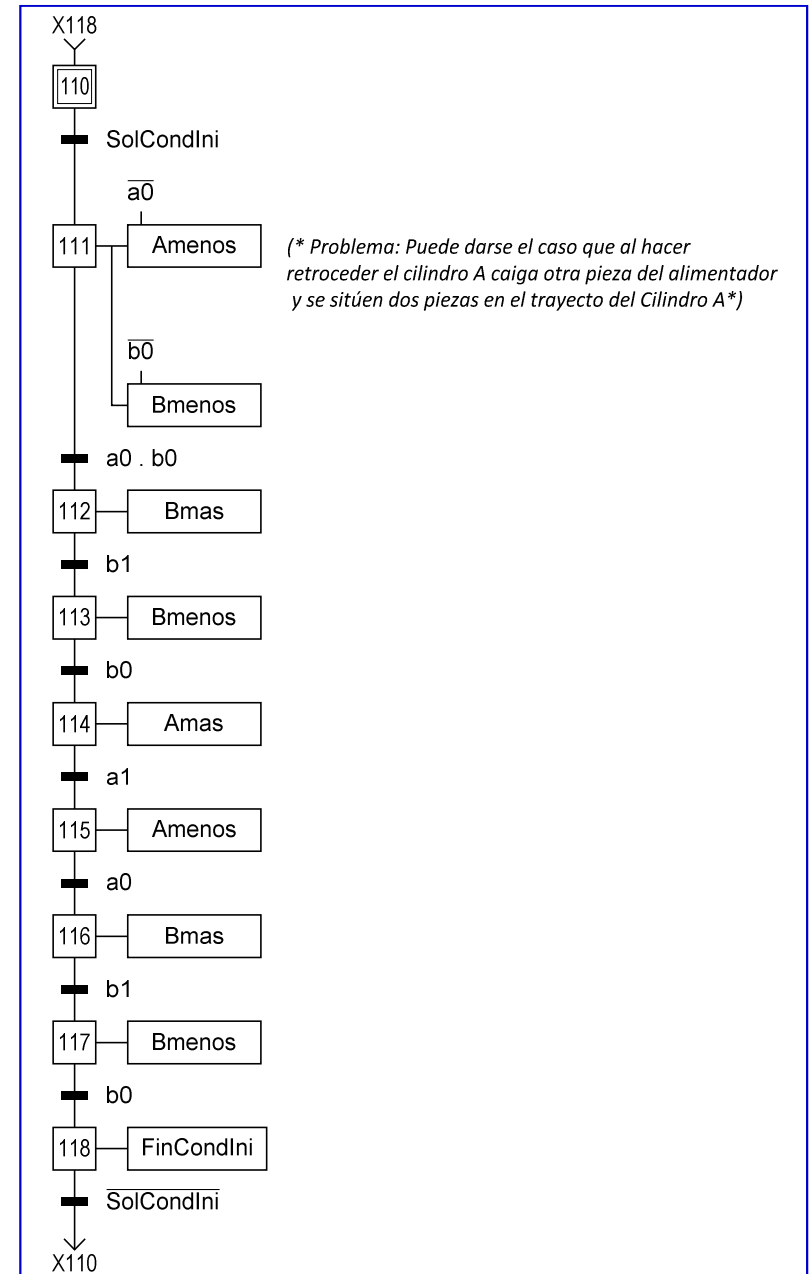 X118
110
SolCondIni
a0
111 Amenos (* Problema: Puede darse el caso que al hacer
retroceder el cilindro A caiga otra pieza del alimentador
y se sitúen dos piezas en el trayecto del Cilindro A*)
b0
Bmenos
a0 . b0
112 Bmas
b1
113 Bmenos
b0
114 Amas
a1
115 Amenos
a0
116 Bmas
b1
117 Bmenos
b0
118 FinCondIni
SolCondIni
X110